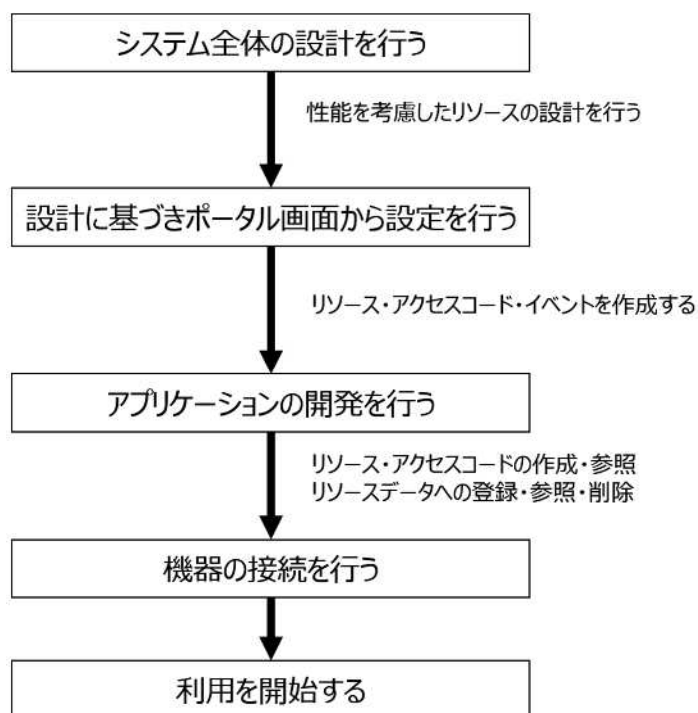 システム全体の設計を行う
性能を考慮したリソースの設計を行う
設計に基づきポータル画面から設定を行う
リソース・アクセスコード・イベントを作成する
アプリケーションの開発を行う
リソース・アクセスコードの作成・参照
リソースデータへの登録・参照・削除
機器の接続を行う
利用を開始する